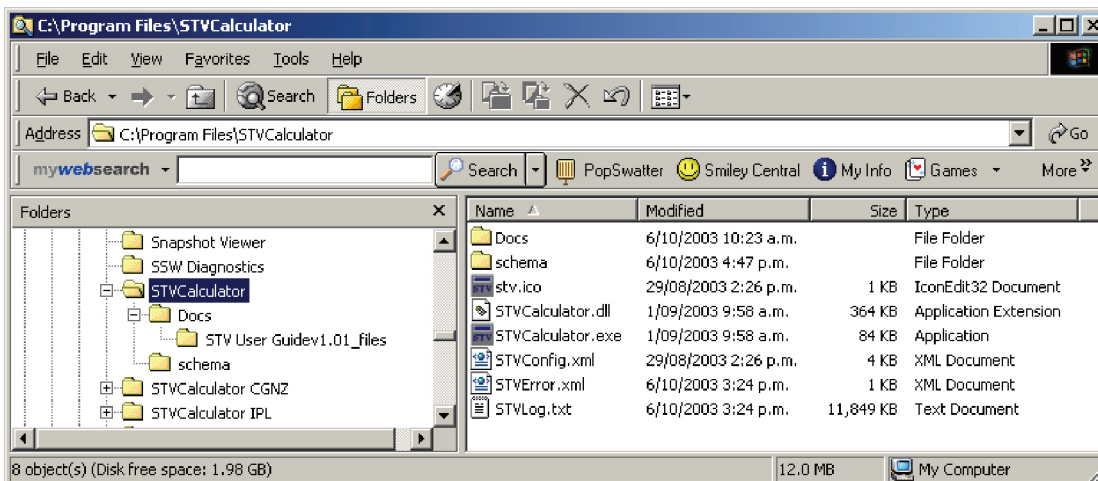 C:\Program Files\STVCalculator
File Edit View Favorites Tools Help
Back Search Folders
Address C:\Program Files\STVCalculator Go
mywebsearch Search PopSwatter Smiley Central My Info Games More
Folders
Snapshot Viewer
SSW Diagnostics
STVCalculator
Docs
STV User Guidev1.01_files
schema
STVCalculator CGNZ
STVCalculator IPL
Name Modified Size Type
Docs 6/10/2003 10:23 a.m. File Folder
schema 6/10/2003 4:47 p.m. File Folder
stv.ico 29/08/2003 2:26 p.m. 1 KB IconEdit32 Document
STVCalculator.dll 1/09/2003 9:58 a.m. 364 KB Application Extension
STVCalculator.exe 1/09/2003 9:58 a.m. 84 KB Application
STVConfig.xml 29/08/2003 2:26 p.m. 4 KB XML Document
STVError.xml 6/10/2003 3:24 p.m. 1 KB XML Document
STVLog.txt 6/10/2003 3:24 p.m. 11,849 KB Text Document
8 object(s) (Disk free space: 1.98 GB) 12.0 MB My Computer